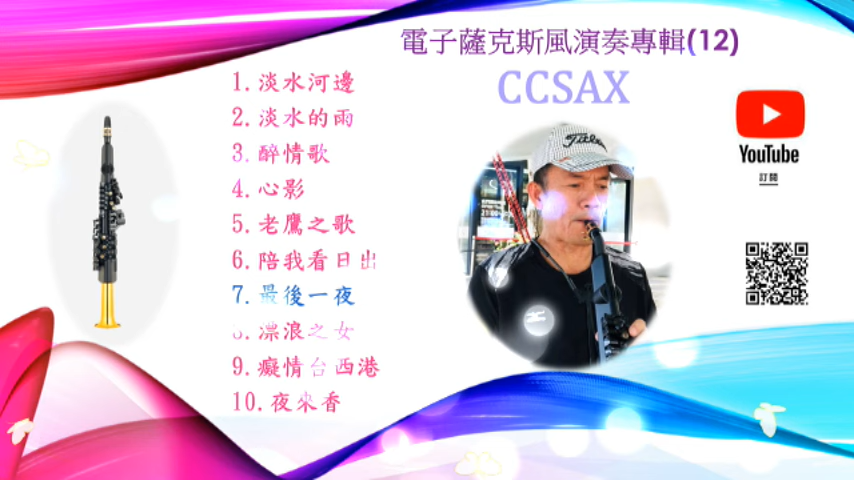 電子薩克斯風演奏專輯(12)
CCSAX
1.淡水河邊
2.淡水的雨
3.醉情歌
4.心影
5.老鷹之歌
6.陪我看日出
7.最後一夜
8.漂浪之女
9.癡情台西港
10.夜來香
Titleist
YouTube
訂閱